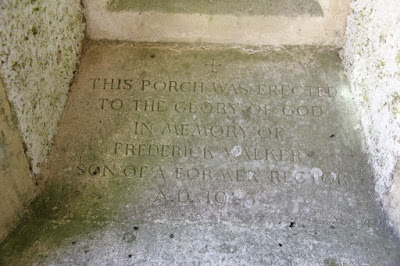 THIS PORCH WAS ERECTED
TO THE GLORY OF GOD
IN MEMORY OF
FREDERICK WALKER
SON OF A FORMER RECTOR
A.D.